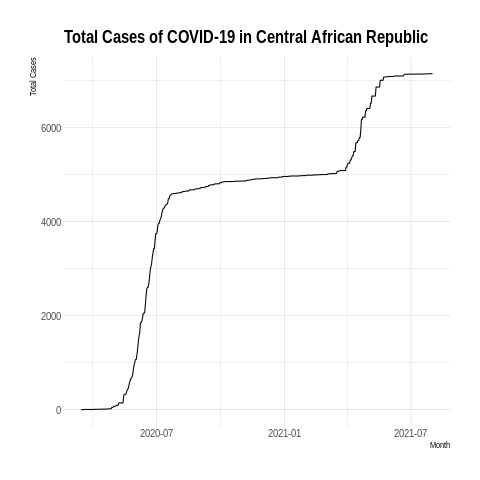 Total Cases of COVID-19 in Central African Republic
Total Cases
6000
4000
2000
0
2020-07
2021-01
2021-07
Month